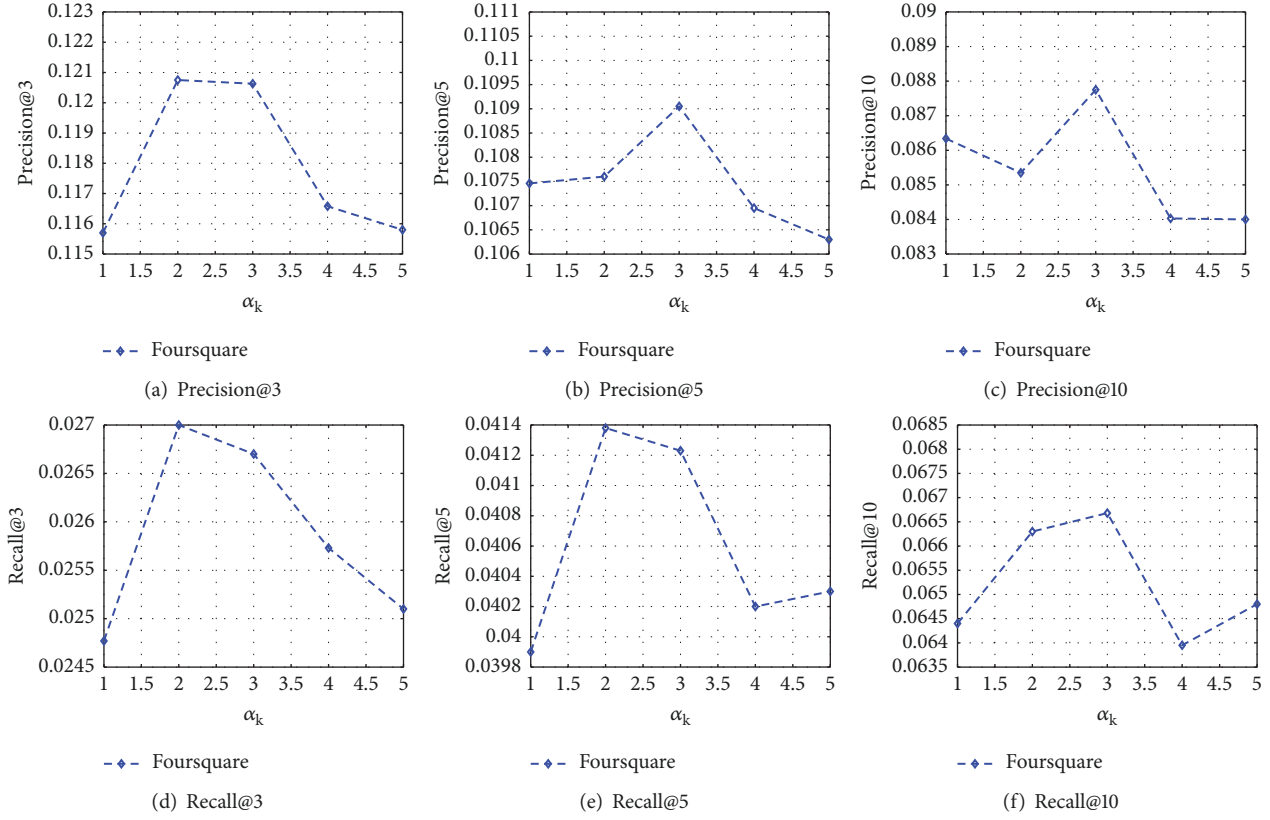 0.123
0.122
0.121
0.12
0.119
0.118
0.117
0.116
0.115
Precision@3
1 1.5 2 2.5 3 3.5 4 4.5 5
αk
Foursquare
(a) Precision@3
0.111
0.1105
0.11
0.1095
0.109
0.1085
0.108
0.1075
0.107
0.1065
0.106
Precision@5
1 1.5 2 2.5 3 3.5 4 4.5 5
αk
Foursquare
(b) Precision@5
0.09
0.089
0.088
0.087
0.086
0.085
0.084
0.083
Precision@10
1 1.5 2 2.5 3 3.5 4 4.5 5
αk
Foursquare
(c) Precision@10
0.027
0.0265
0.026
0.0255
0.025
0.0245
Recall@3
1 1.5 2 2.5 3 3.5 4 4.5 5
αk
Foursquare
(d) Recall@3
0.0414
0.0412
0.041
0.0408
0.0406
0.0404
0.0402
0.04
0.0398
Recall@5
1 1.5 2 2.5 3 3.5 4 4.5 5
αk
Foursquare
(e) Recall@5
0.0685
0.068
0.0675
0.067
0.0665
0.066
0.0655
0.065
0.0645
0.064
0.0635
Recall@10
1 1.5 2 2.5 3 3.5 4 4.5 5
αk
Foursquare
(f) Recall@10